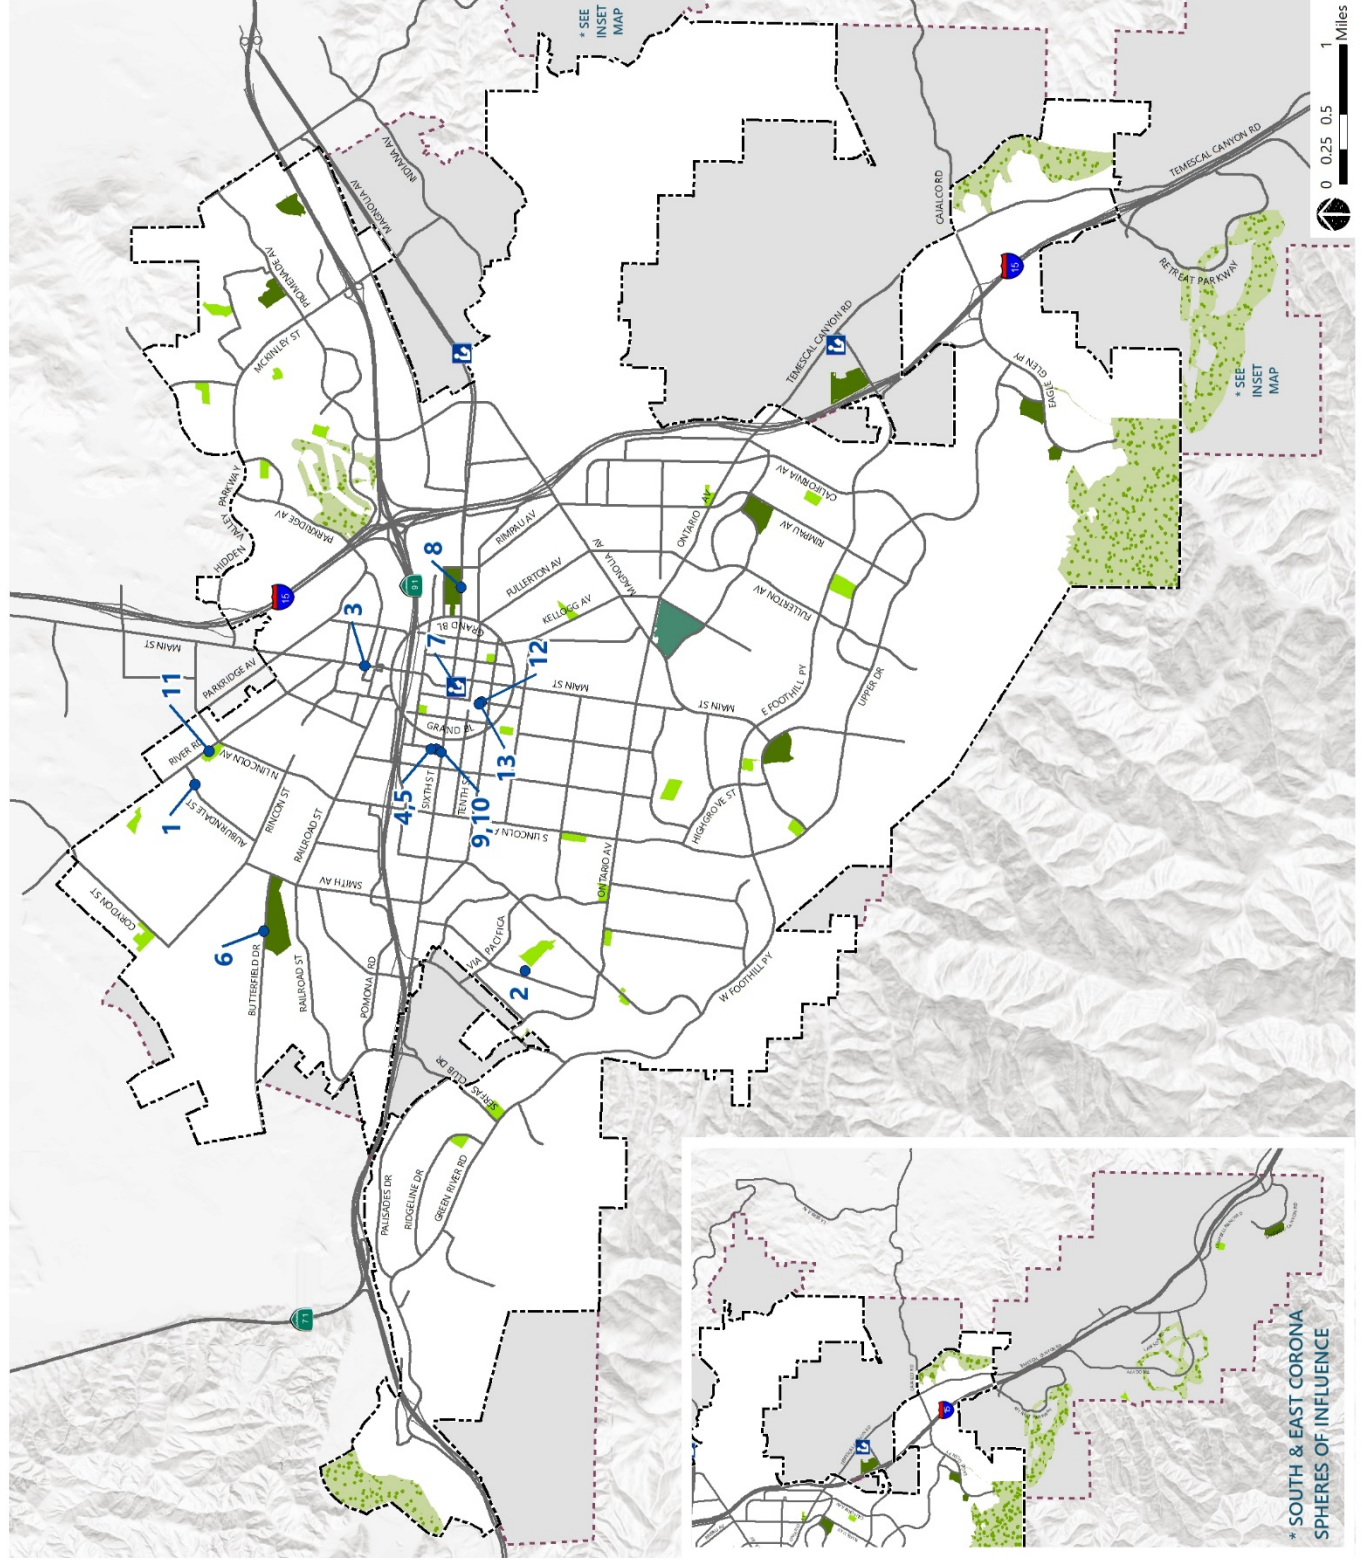 * SEE
INSET
MAP
INDIANA AV
MAGNOLIA AV
PROMENADE AV
MCKINLEY ST
HIDDEN
VALLEY
PARKWAY
PARKRIDGE AV
15
91
MAIN ST
3
11
PARKRIDGE AV
RIVER RD
N LINCOLN AV
1
AUBURNDALE ST
RINCON ST
RAILROAD ST
CORYDON ST
SMITH AV
6
BUTTERFIELD DR
RAILROAD ST
POMONA RD
8
7
GRAND BL
12
13
GRAND BL
4,5
SIXTH ST
TENTH S
9,10
S LINCOLN A
RIMPAU AV
FULLERTON AV
KELLOGG AV
MAGNOLIA
AV
MAIN ST
MAIN ST
ONTARIO
AV
CALIFORNIA AV
RIMPAU AV
FULLERTON AV
E FOOTHILL PY
UPPER DR
HIGHGROVE ST
ONTARIO AV
VIA
PACIFICA
2
W FOOTHILL PY
SERFAS
CLUB DR
PALISADES DR
RIDGELINE DR
GREEN RIVER RD
71
TEMESCAL CANYON RD
CAJALCO RD
15
EAGLE GLEN PY
TEMESCAL CANYON RD
RETREAT PARKWAY
* SEE
INSET
MAP
0 0.25 0.5 1
Miles
15
* SOUTH & EAST CORONA
SPHERES OF INFLUENCE